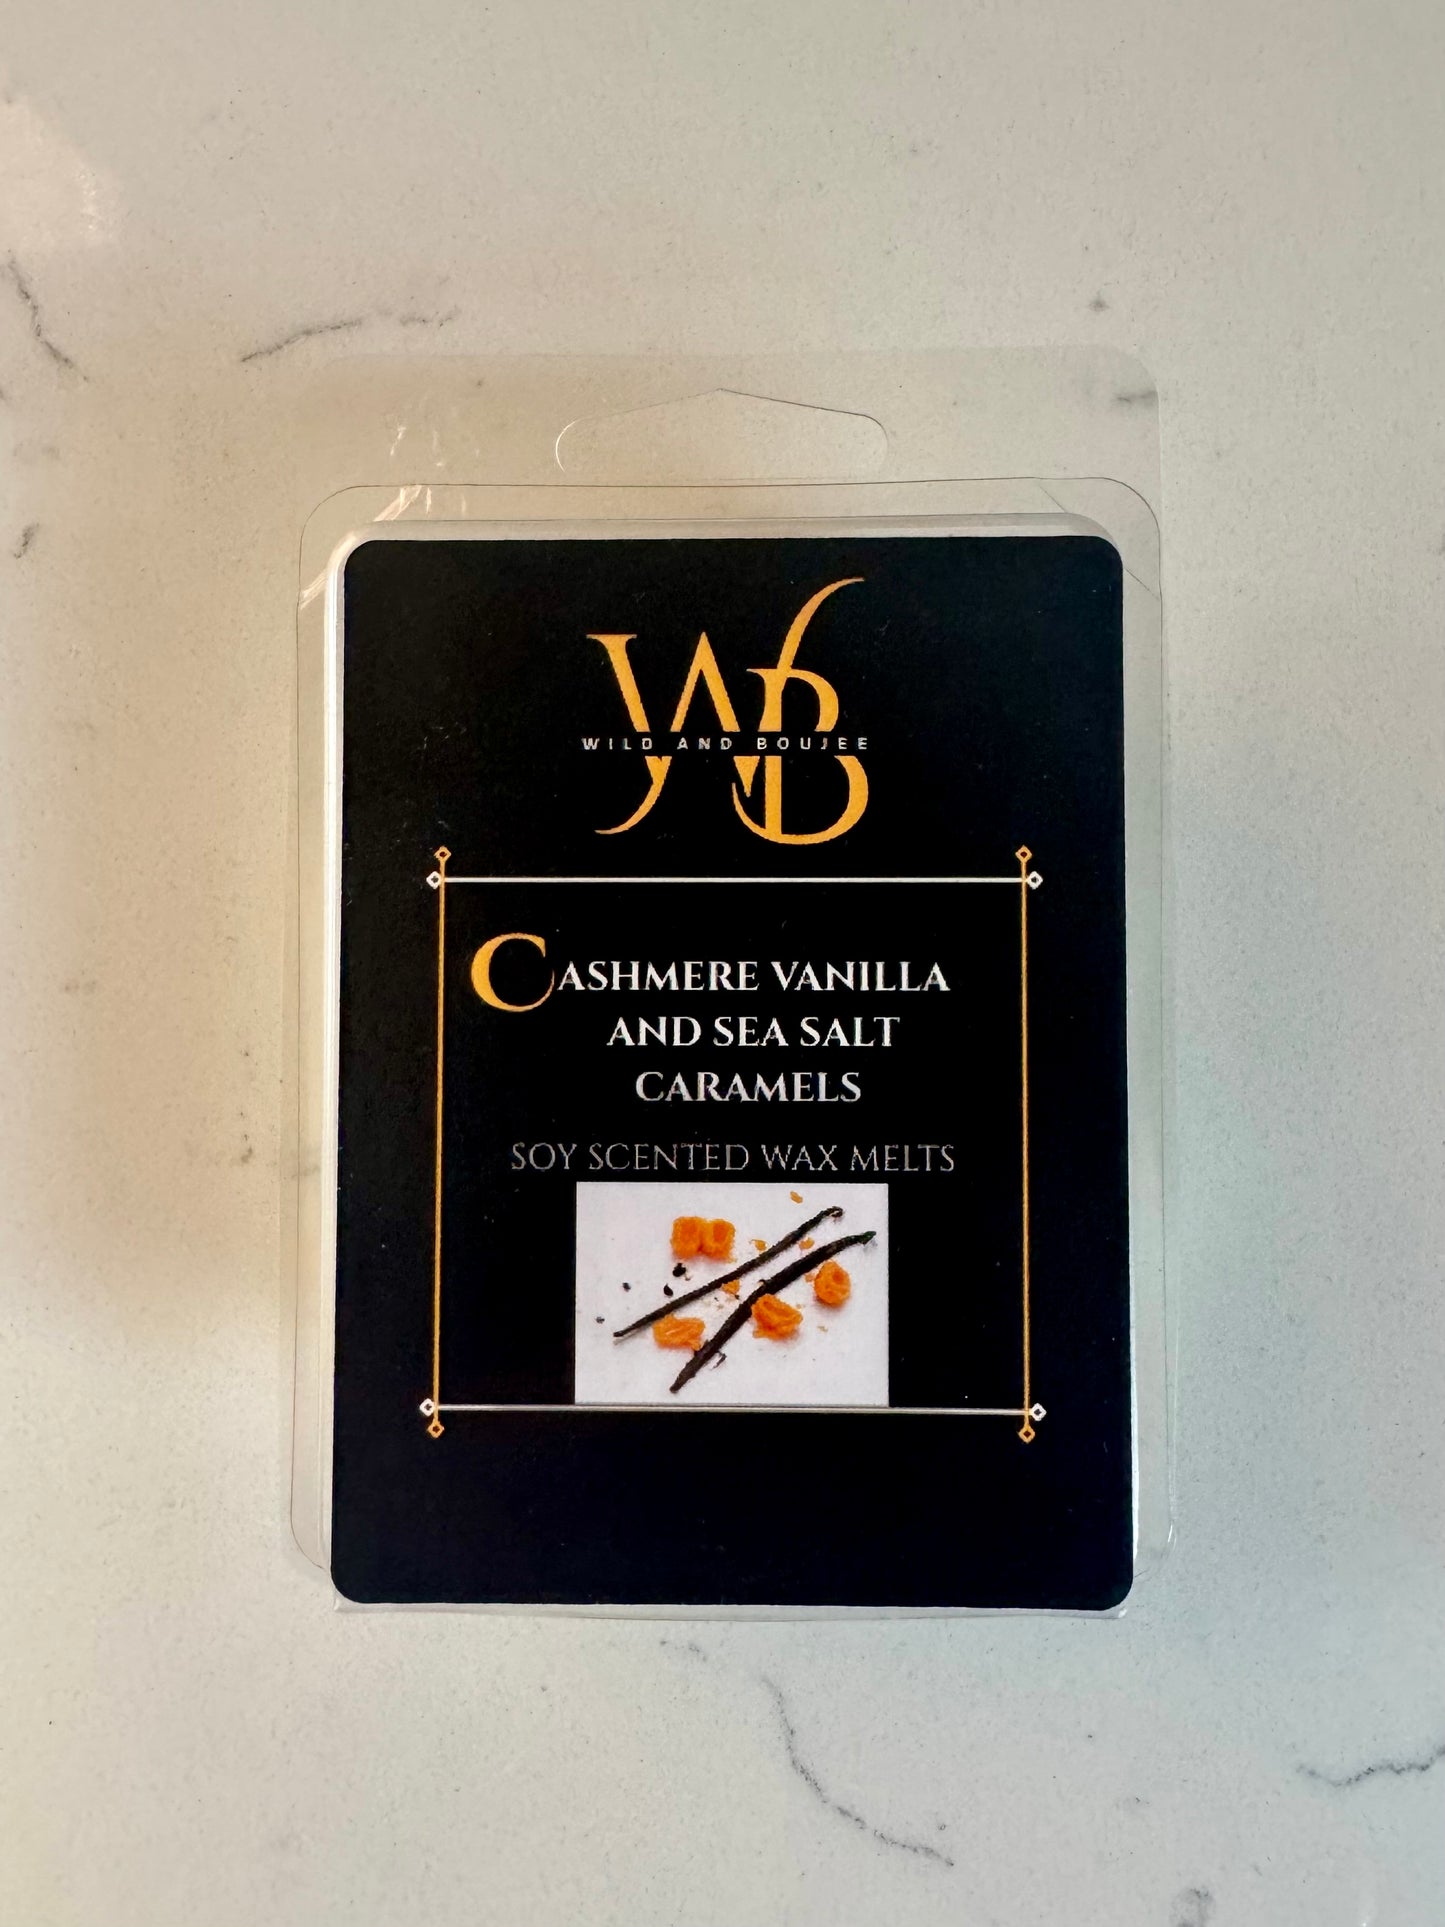 WB
WILD AND BOUJEE
CASHMERE VANILLA
AND SEA SALT
CARAMELS
SOY SCENTED WAX MELTS